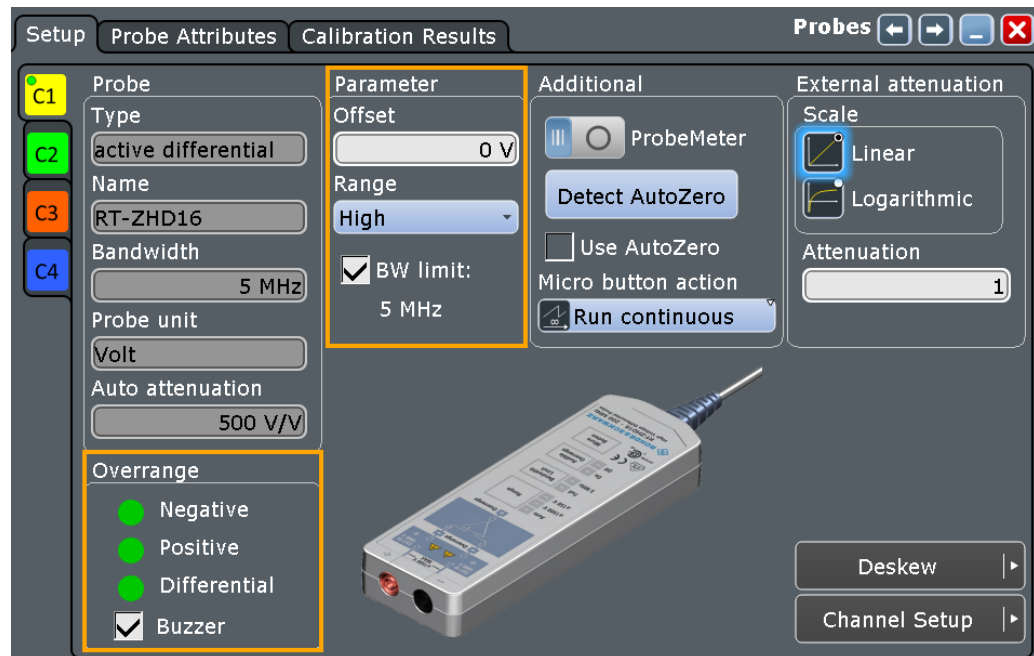 Setup
Probe Attributes
Calibration Results
Probes
C1
C2
C3
C4
Probe
Type
active differential
Name
RT-ZHD16
Bandwidth
5 MHz
Probe unit
Volt
Auto attenuation
500 V/V
Overrange
Negative
Positive
Differential
Buzzer
Parameter
Offset
0 V
Range
High
BW limit:
5 MHz
Additional
ProbeMeter
Detect AutoZero
Use AutoZero
Micro button action
Run continuous
External attenuation
Scale
Linear
Logarithmic
Attenuation
1
ROHDE&SCHWARZ
Deskew
Channel Setup